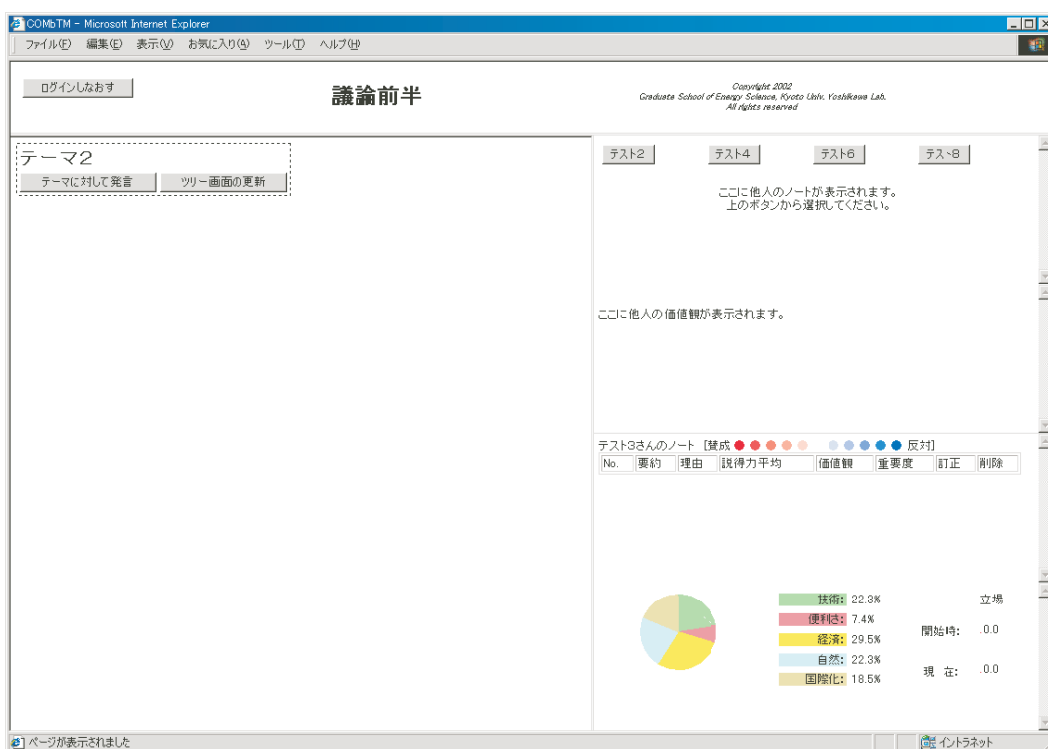 COMbTM - Microsoft Internet Explorer
ファイル(F) 編集(E) 表示(V) お気に入り(A) ツール(T) ヘルプ(H)
ログインしなおす
議論前半
Copyright 2002
Graduate School of Energy Science, Kyoto Univ. Yoshikawa Lab.
All rights reserved
テーマ2
テーマに対して発言 ツリー画面の更新
テスト2 テスト4 テスト6 テスト8
ここに他人のノートが表示されます。
上のボタンから選択してください。
ここに他人の価値観が表示されます。
テスト3さんのノート [賛成 反対]
No. 要約 理由 説得力平均 価値観 重要度 訂正 削除
技術: 22.3% 立場
便利さ: 7.4%
開始時: .0.0
経済: 29.5%
自然: 22.3%
現 在: .0.0
国際化: 18.5%
ページが表示されました イントラネット